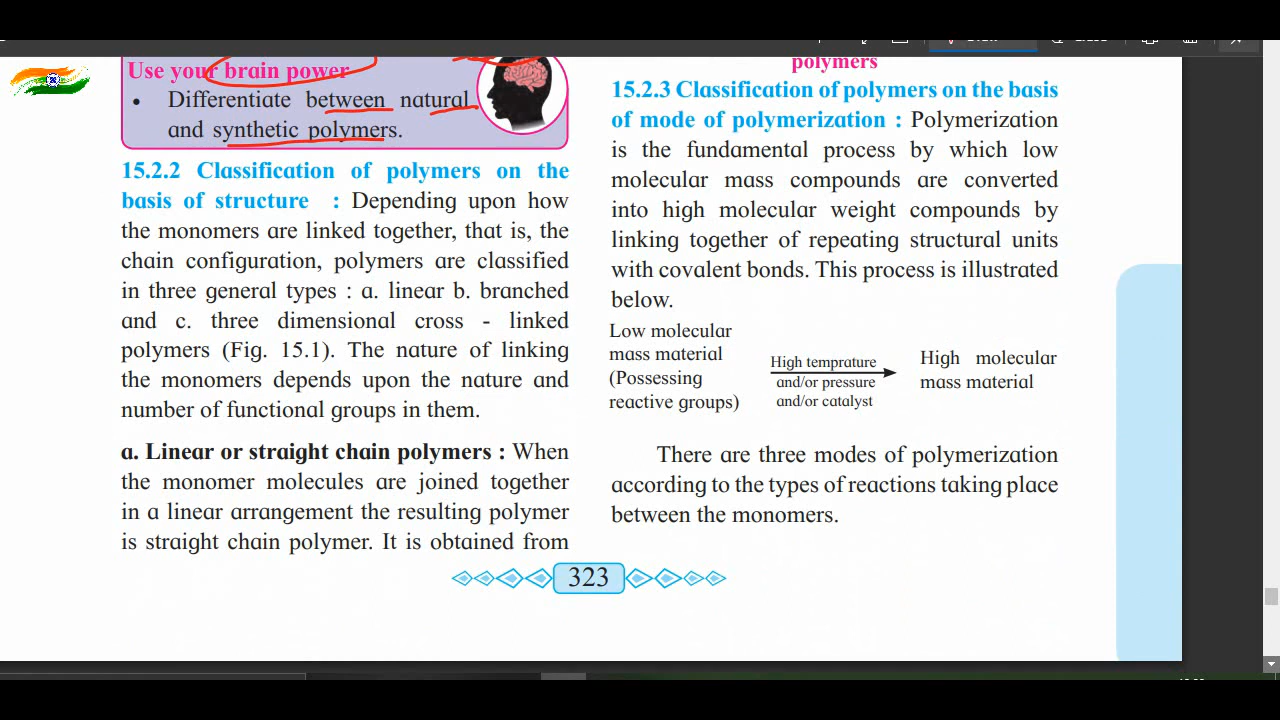 Use your brain power
• Differentiate between natural
and synthetic polymers.
15.2.2 Classification of polymers on the
basis of structure : Depending upon how
the monomers are linked together, that is, the
chain configuration, polymers are classified
in three general types : a. linear b. branched
and c. three dimensional cross - linked
polymers (Fig. 15.1). The nature of linking
the monomers depends upon the nature and
number of functional groups in them.
a. Linear or straight chain polymers : When
the monomer molecules are joined together
in a linear arrangement the resulting polymer
is straight chain polymer. It is obtained from
polymers
15.2.3 Classification of polymers on the basis
of mode of polymerization : Polymerization
is the fundamental process by which low
molecular mass compounds are converted
into high molecular weight compounds by
linking together of repeating structural units
with covalent bonds. This process is illustrated
below.
Low molecular
mass material
(Possessing
reactive groups)
High temprature
and/or pressure
and/or catalyst
High molecular
mass material
There are three modes of polymerization
according to the types of reactions taking place
between the monomers.
323